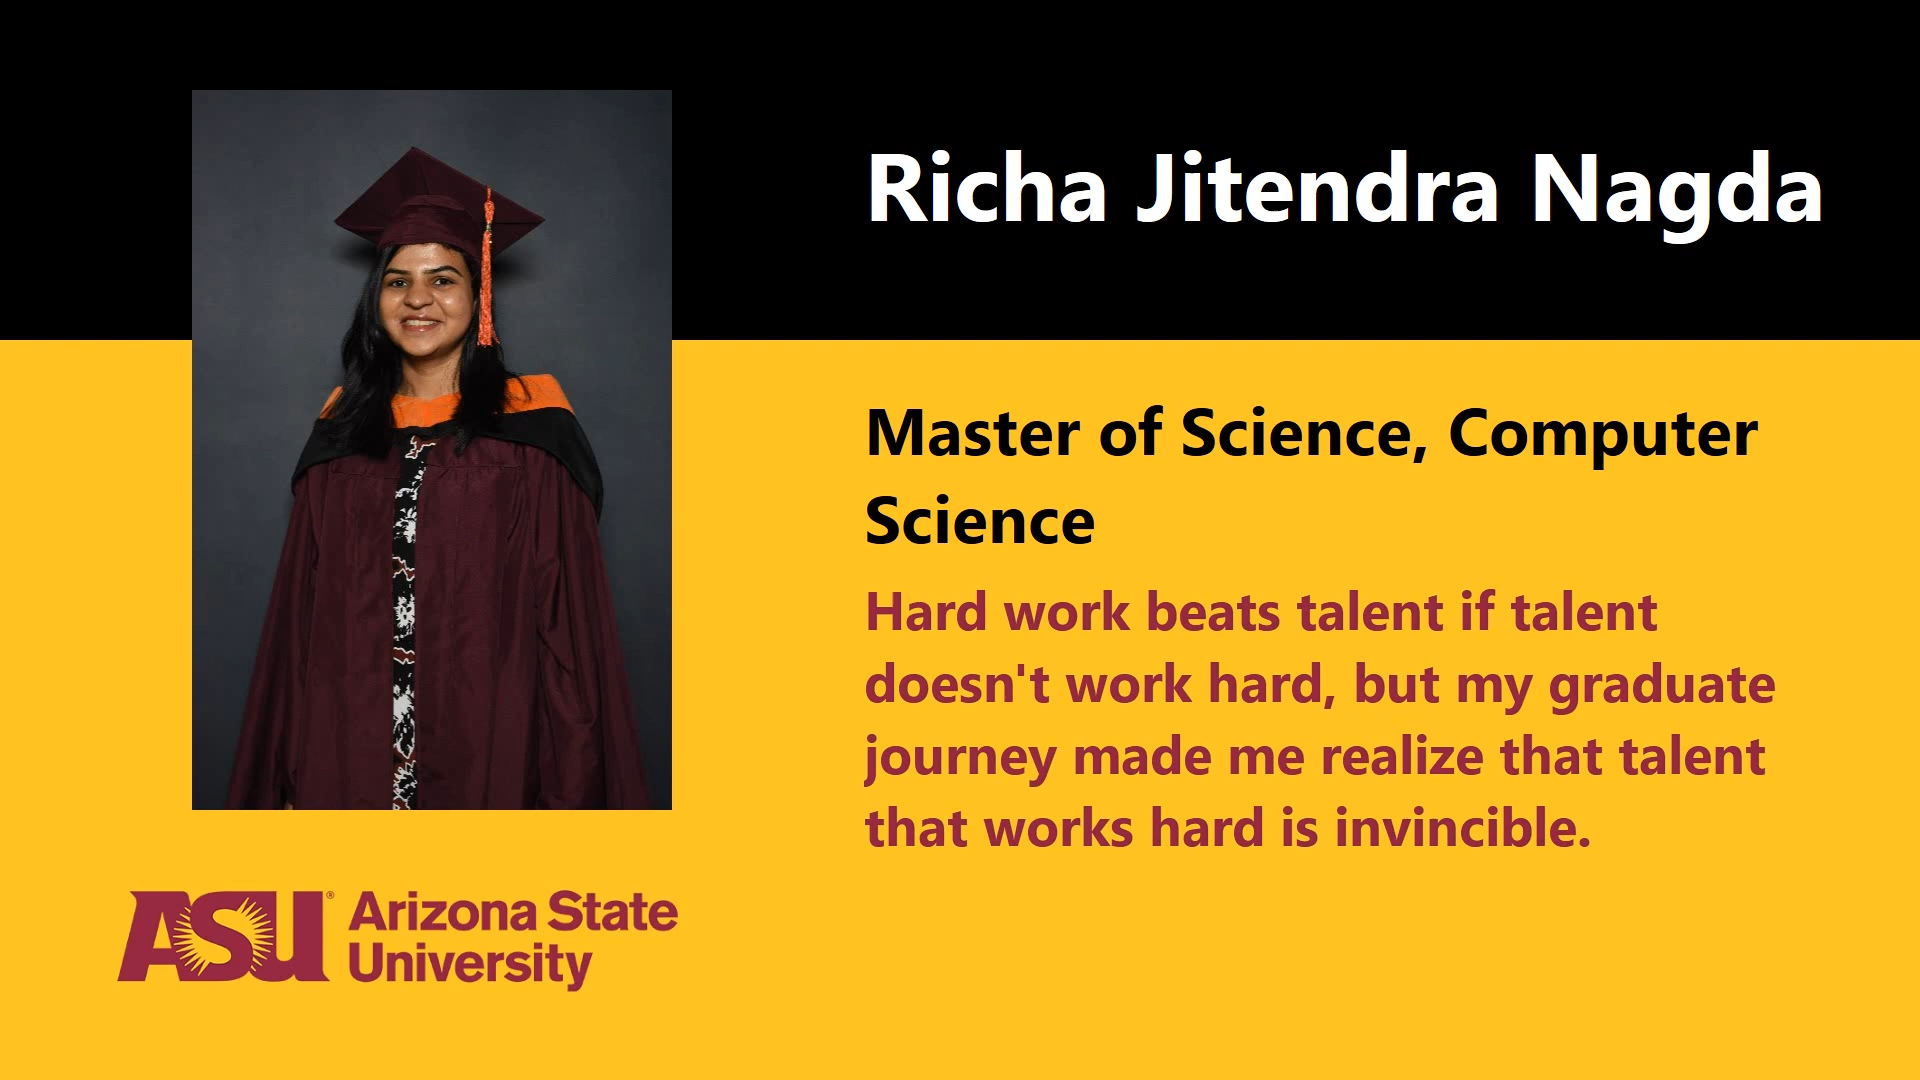 Richa Jitendra Nagda
Master of Science, Computer
Science
Hard work beats talent if talent
doesn't work hard, but my graduate
journey made me realize that talent
that works hard is invincible.
ASU® Arizona State
University